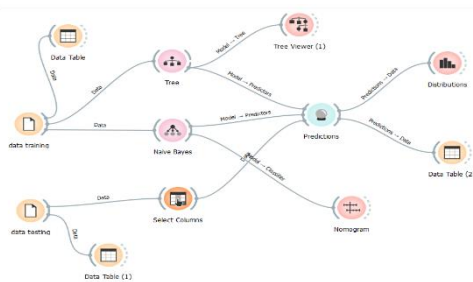 Tree Viewer (1)
Data Table
Model → Tree
Data
Distributions
Data
Tree
Model → Predictors
Predictions → Data
Data
Model → Predictors
data training
Naive Bayes
Predictions
Predictions → Data
Data Table (2
Model → Classifier
Data
Select Columns
data testing
Nomogram
Data
Data Table (1)